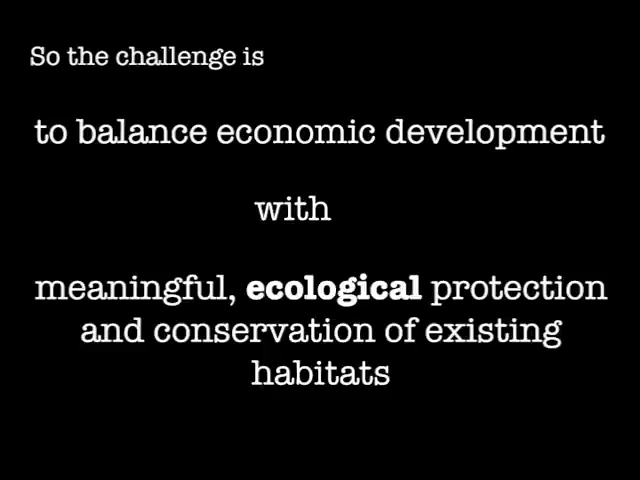 So the challenge is
to balance economic development
with
meaningful, ecological protection
and conservation of existing
habitats